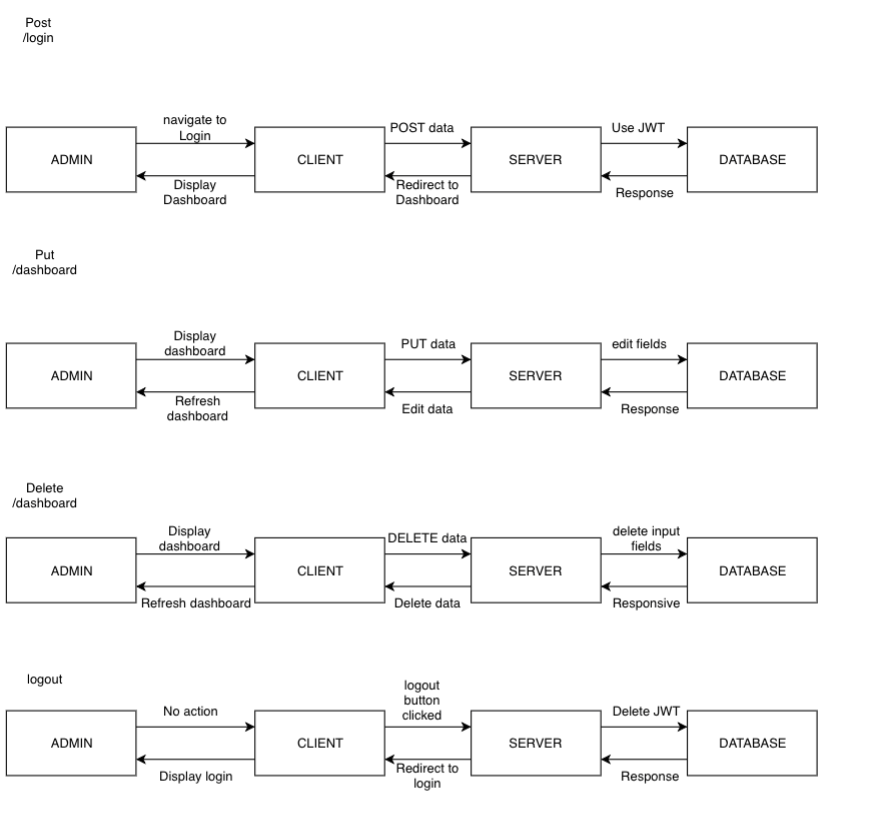 Post
/login
navigate to
Login
POST data
Use JWT
ADMIN
CLIENT
SERVER
DATABASE
Display
Dashboard
Redirect to
Dashboard
Response
Put
/dashboard
Display
dashboard
PUT data
edit fields
ADMIN
CLIENT
SERVER
DATABASE
Refresh
dashboard
Edit data
Response
Delete
/dashboard
Display
dashboard
DELETE data
delete input
fields
ADMIN
CLIENT
SERVER
DATABASE
Refresh dashboard
Delete data
Responsive
logout
No action
logout
button
clicked
Delete JWT
ADMIN
CLIENT
SERVER
DATABASE
Display login
Redirect to
login
Response